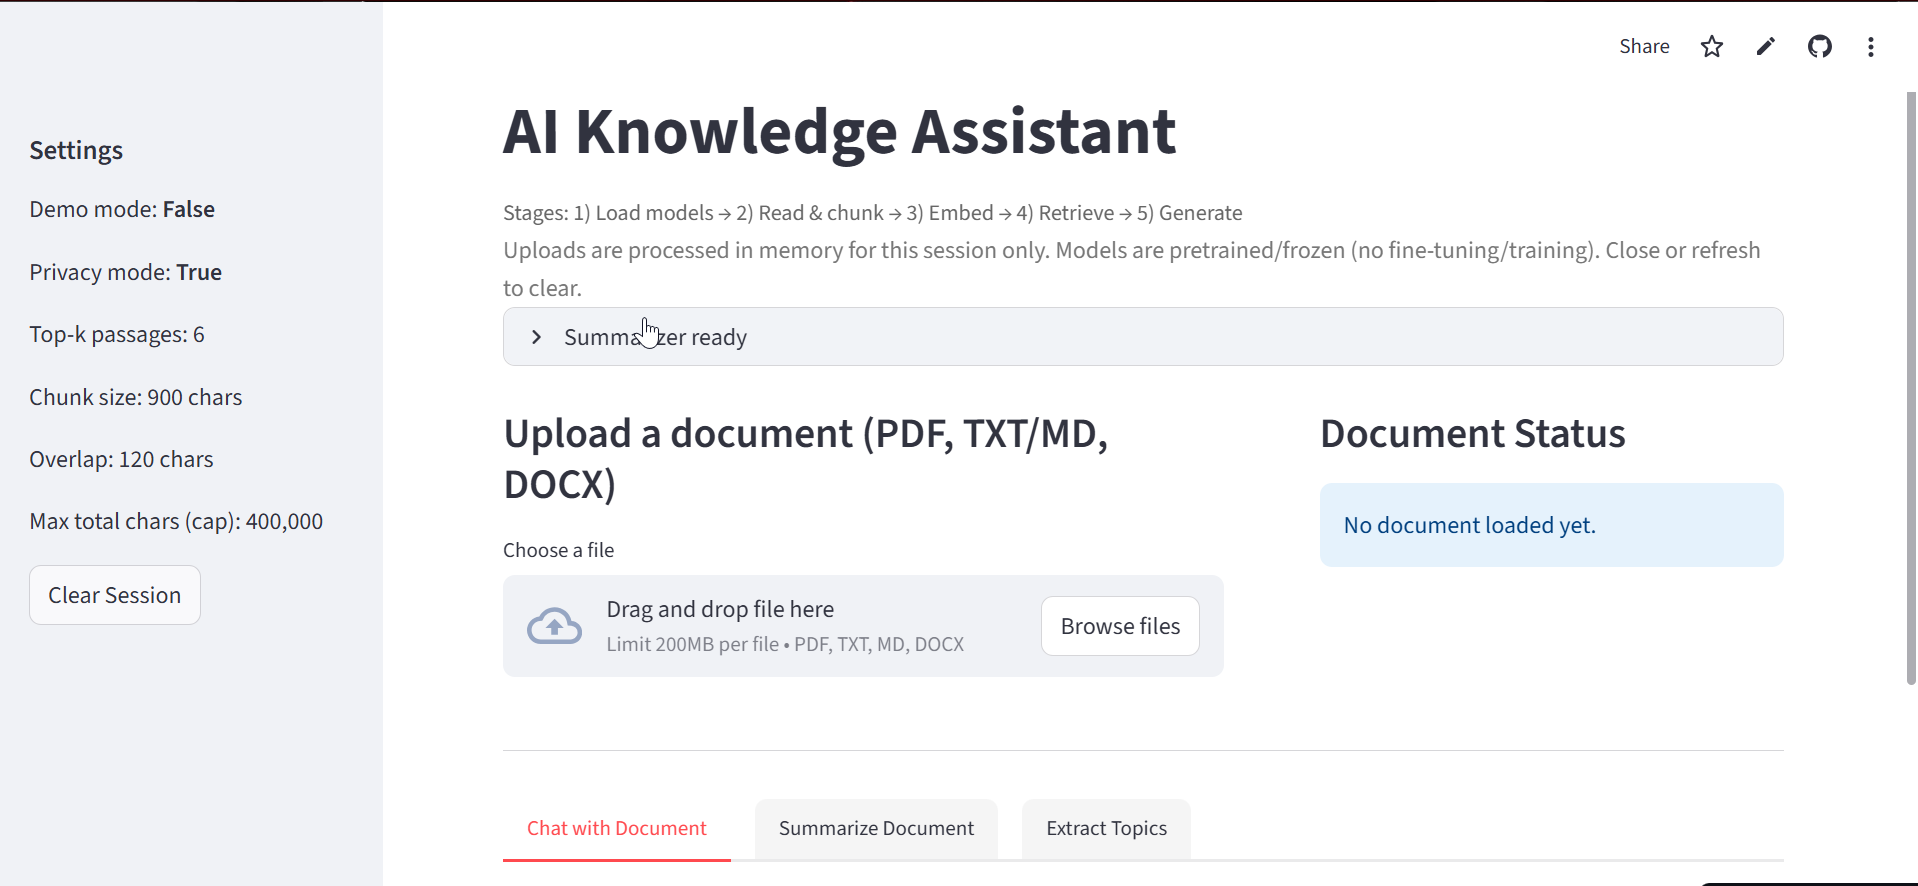 Share
Settings
Demo mode: False
Privacy mode: True
Top-k passages: 6
Chunk size: 900 chars
Overlap: 120 chars
Max total chars (cap): 400,000
Clear Session
AI Knowledge Assistant
Stages: 1) Load models → 2) Read & chunk → 3) Embed → 4) Retrieve → 5) Generate
Uploads are processed in memory for this session only. Models are pretrained/frozen (no fine-tuning/training). Close or refresh
to clear.
Summarizer ready
Upload a document (PDF, TXT/MD,
DOCX)
Choose a file
Drag and drop file here
Limit 200MB per file • PDF, TXT, MD, DOCX
Browse files
Document Status
No document loaded yet.
Chat with Document
Summarize Document
Extract Topics